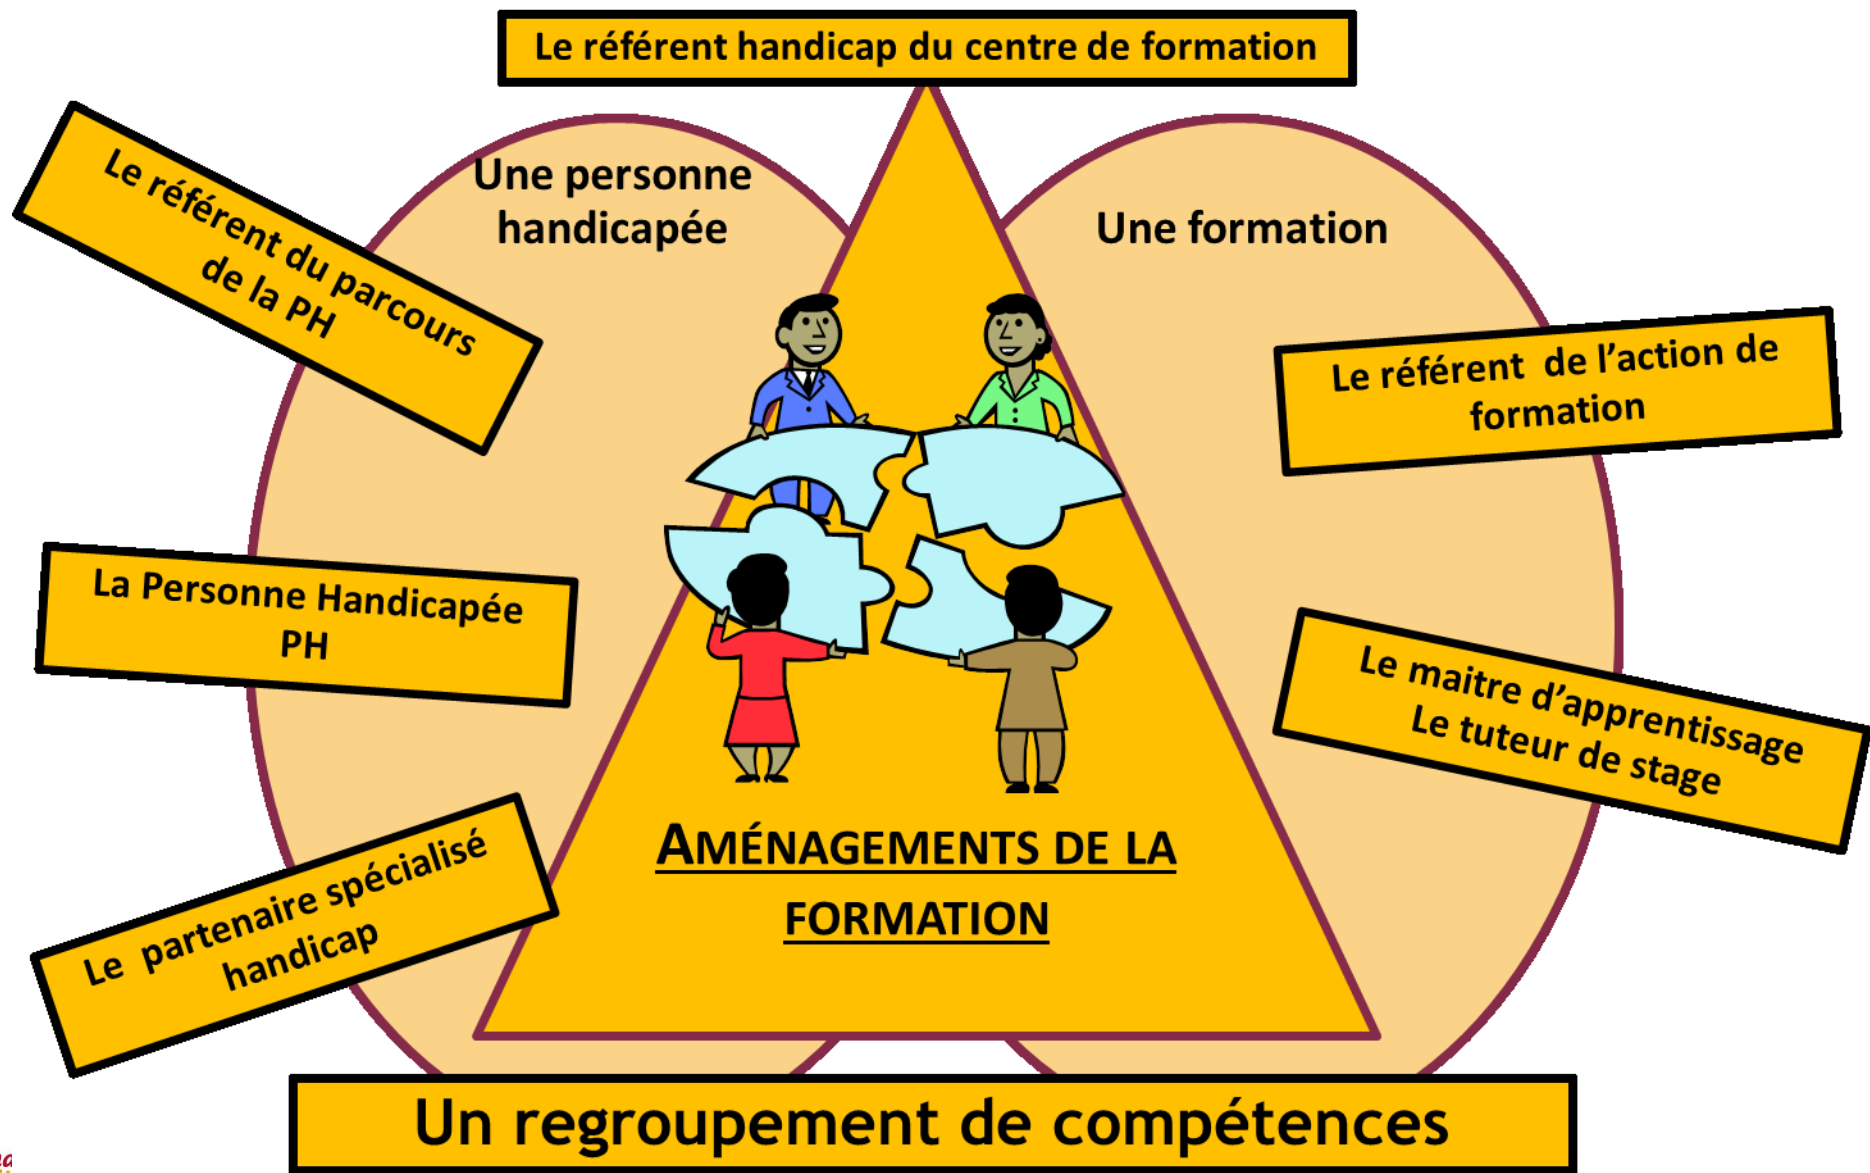 Le référent handicap du centre de formation
Une personne
handicapée
Une formation
Le référent du parcours
de la PH
Le référent de l'action de
formation
La Personne Handicapée
PH
Le maitre d'apprentissage
Le tuteur de stage
Le partenaire spécialisé
handicap
AMÉNAGEMENTS DE LA
FORMATION
Un regroupement de compétences